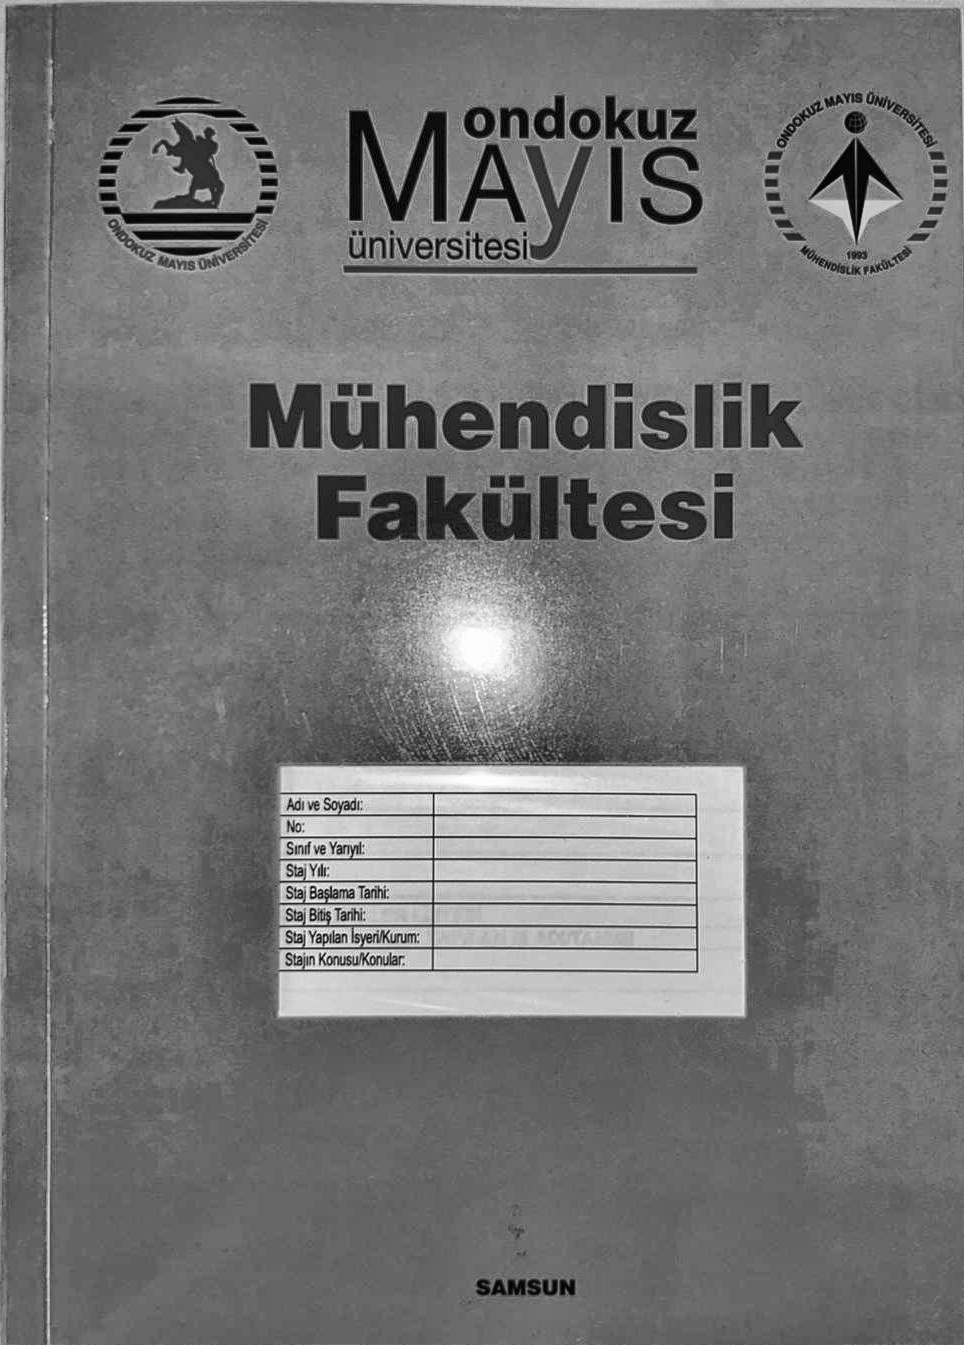 ONDOKUZ MAYIS ÜNİVERSİTESİ
ondokuz
MAyIS
üniversitesi
ONDOKUZ MAYIS ÜNİVERSİTESİ
1993
MÜHENDİSLİK FAKÜLTESİ
Mühendislik
Fakültesi
Adı ve Soyadı:
No:
Sınıf ve Yarıyıl:
Staj Yılı:
Staj Başlama Tarihi:
Staj Bitiş Tarihi:
Staj Yapılan İşyeri/Kurum:
Stajın Konusu/Konular:
SAMSUN